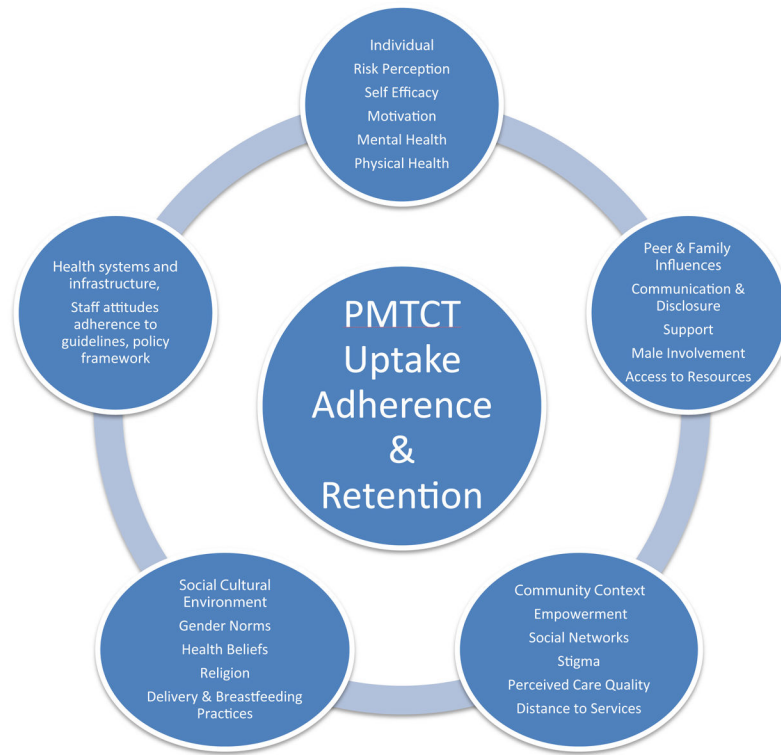 Individual
Risk Perception
Self Efficacy
Motivation
Mental Health
Physical Health
Peer & Family
Influences
Communication &
Disclosure
Support
Male Involvement
Access to Resources
Health systems and
infrastructure,
Staff attitudes
adherence to
guidelines, policy
framework
PMTCT
Uptake
Adherence
&
Retention
Social Cultural
Environment
Gender Norms
Health Beliefs
Religion
Delivery & Breastfeeding
Practices
Community Context
Empowerment
Social Networks
Stigma
Perceived Care Quality
Distance to Services